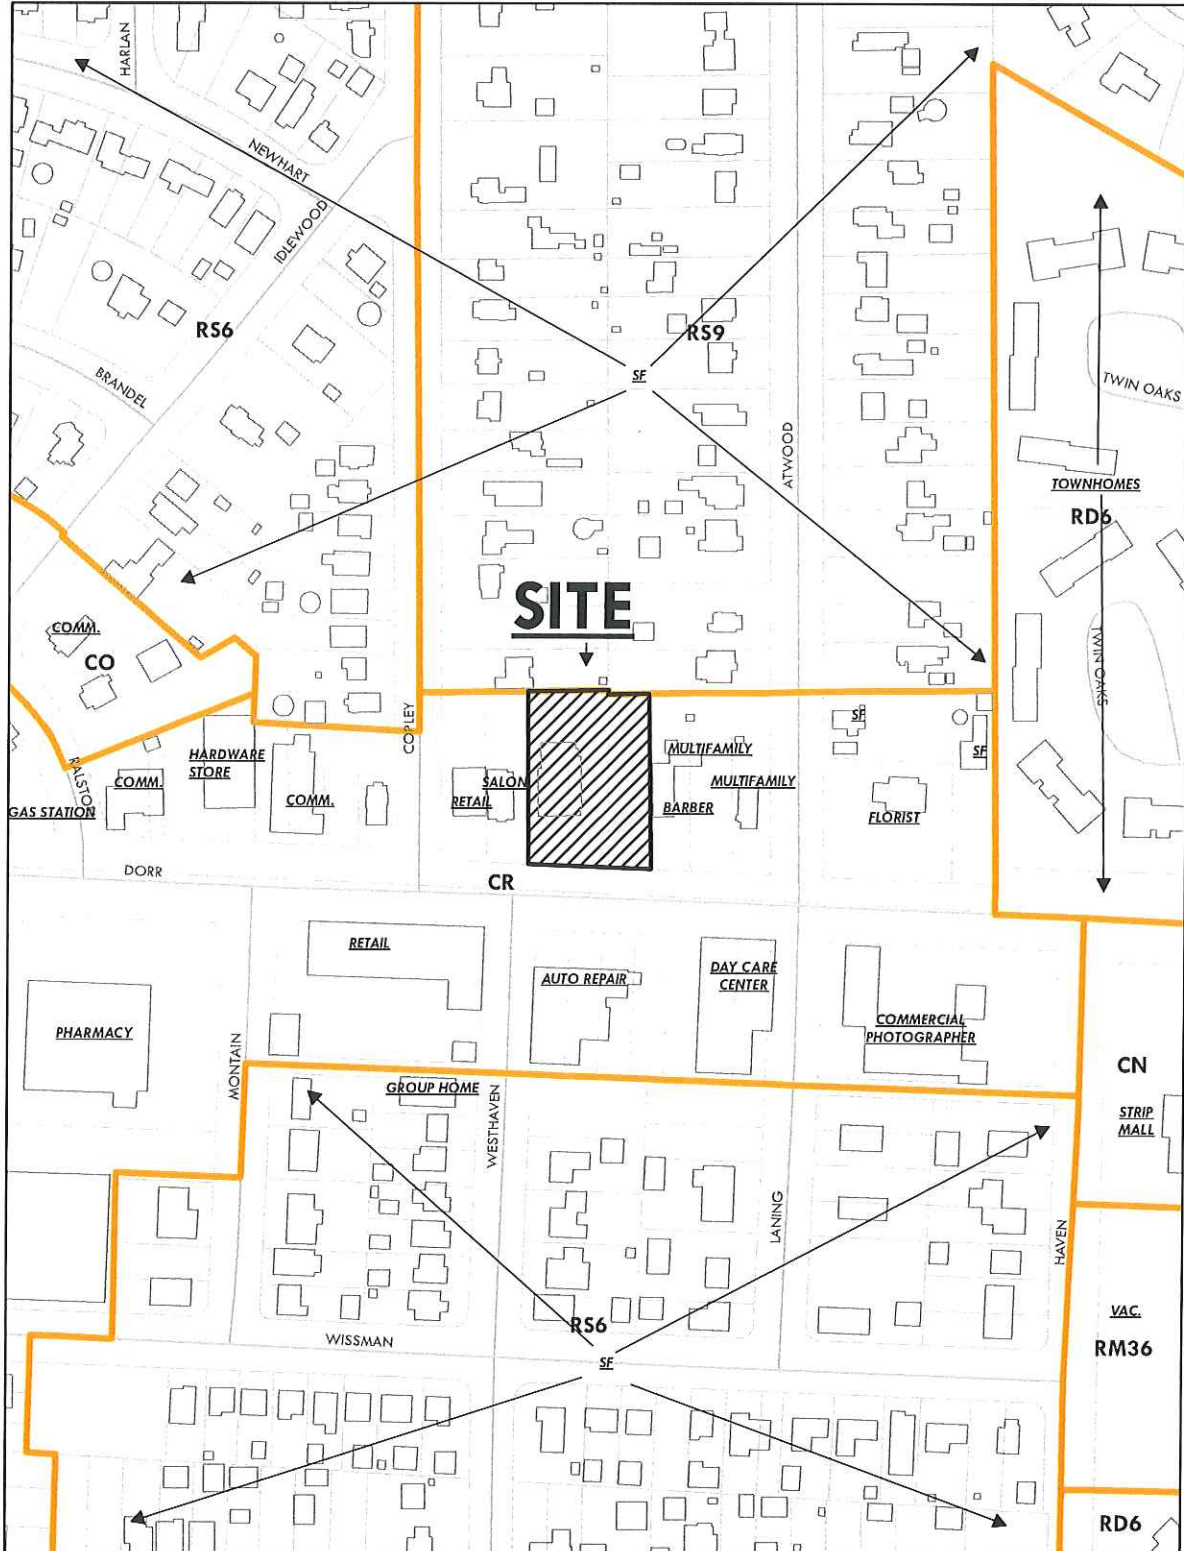 HARLAN
NEWHART
IDLEWOOD
RS6
RS9
BRANDEL
SF
TWIN OAKS
ATWOOD
TOWNHOMES
RD6
SITE
COMM.
CO
TWIN OAKS
COPLEY
SF
SF
HARDWARE
STORE
MULTIFAMILY
RALSTON
COMM.
SALON
MULTIFAMILY
GAS STATION
COMM.
RETAIL
BARBER
FLORIST
DORR
CR
RETAIL
AUTO REPAIR
DAY CARE
CENTER
PHARMACY
COMMERCIAL
PHOTOGRAPHER
MONTAIN
CN
GROUP HOME
WESTHAVEN
STRIP
MALL
LANING
HAVEN
VAC.
RS6
WISSMAN
RM36
SF
RD6